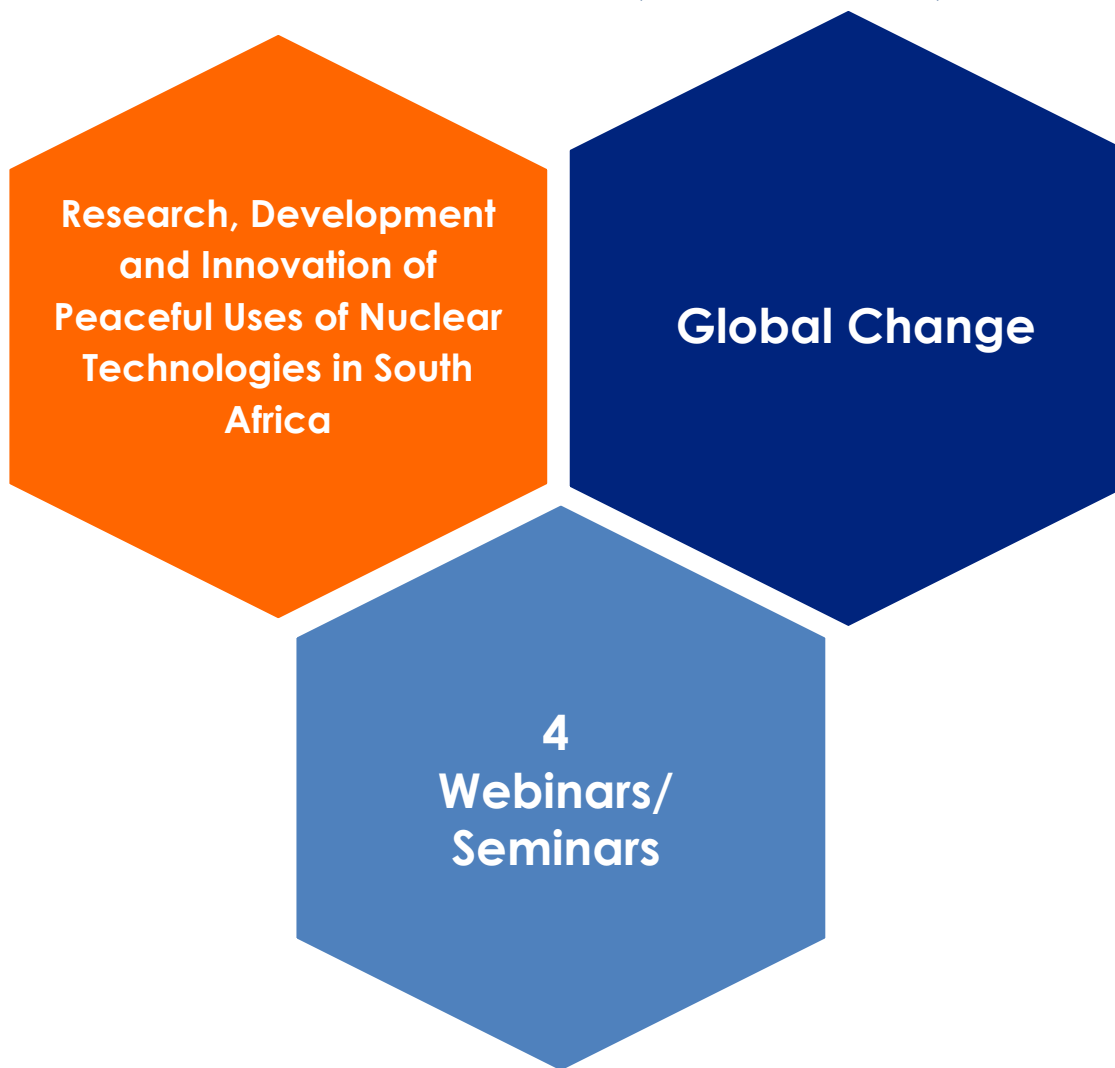 Research, Development
and Innovation of
Peaceful Uses of Nuclear
Technologies in South
Africa
Global Change
4
Webinars/
Seminars